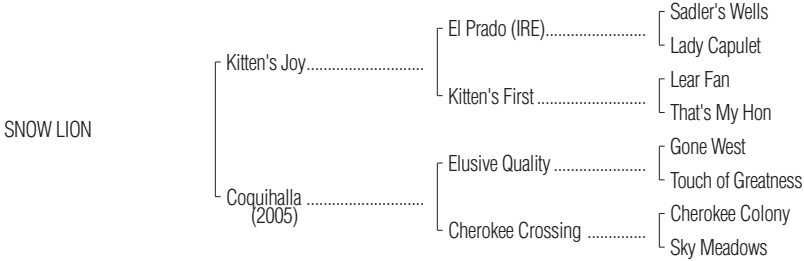 Sadler's Wells
El Prado (IRE)........................
Lady Capulet
Kitten's Joy............................
Lear Fan
Kitten's First ..........................
That's My Hon
SNOW LION
Gone West
Elusive Quality ......................
Touch of Greatness
Coquihalla ............................
(2005)
Cherokee Colony
Cherokee Crossing ..............
Sky Meadows